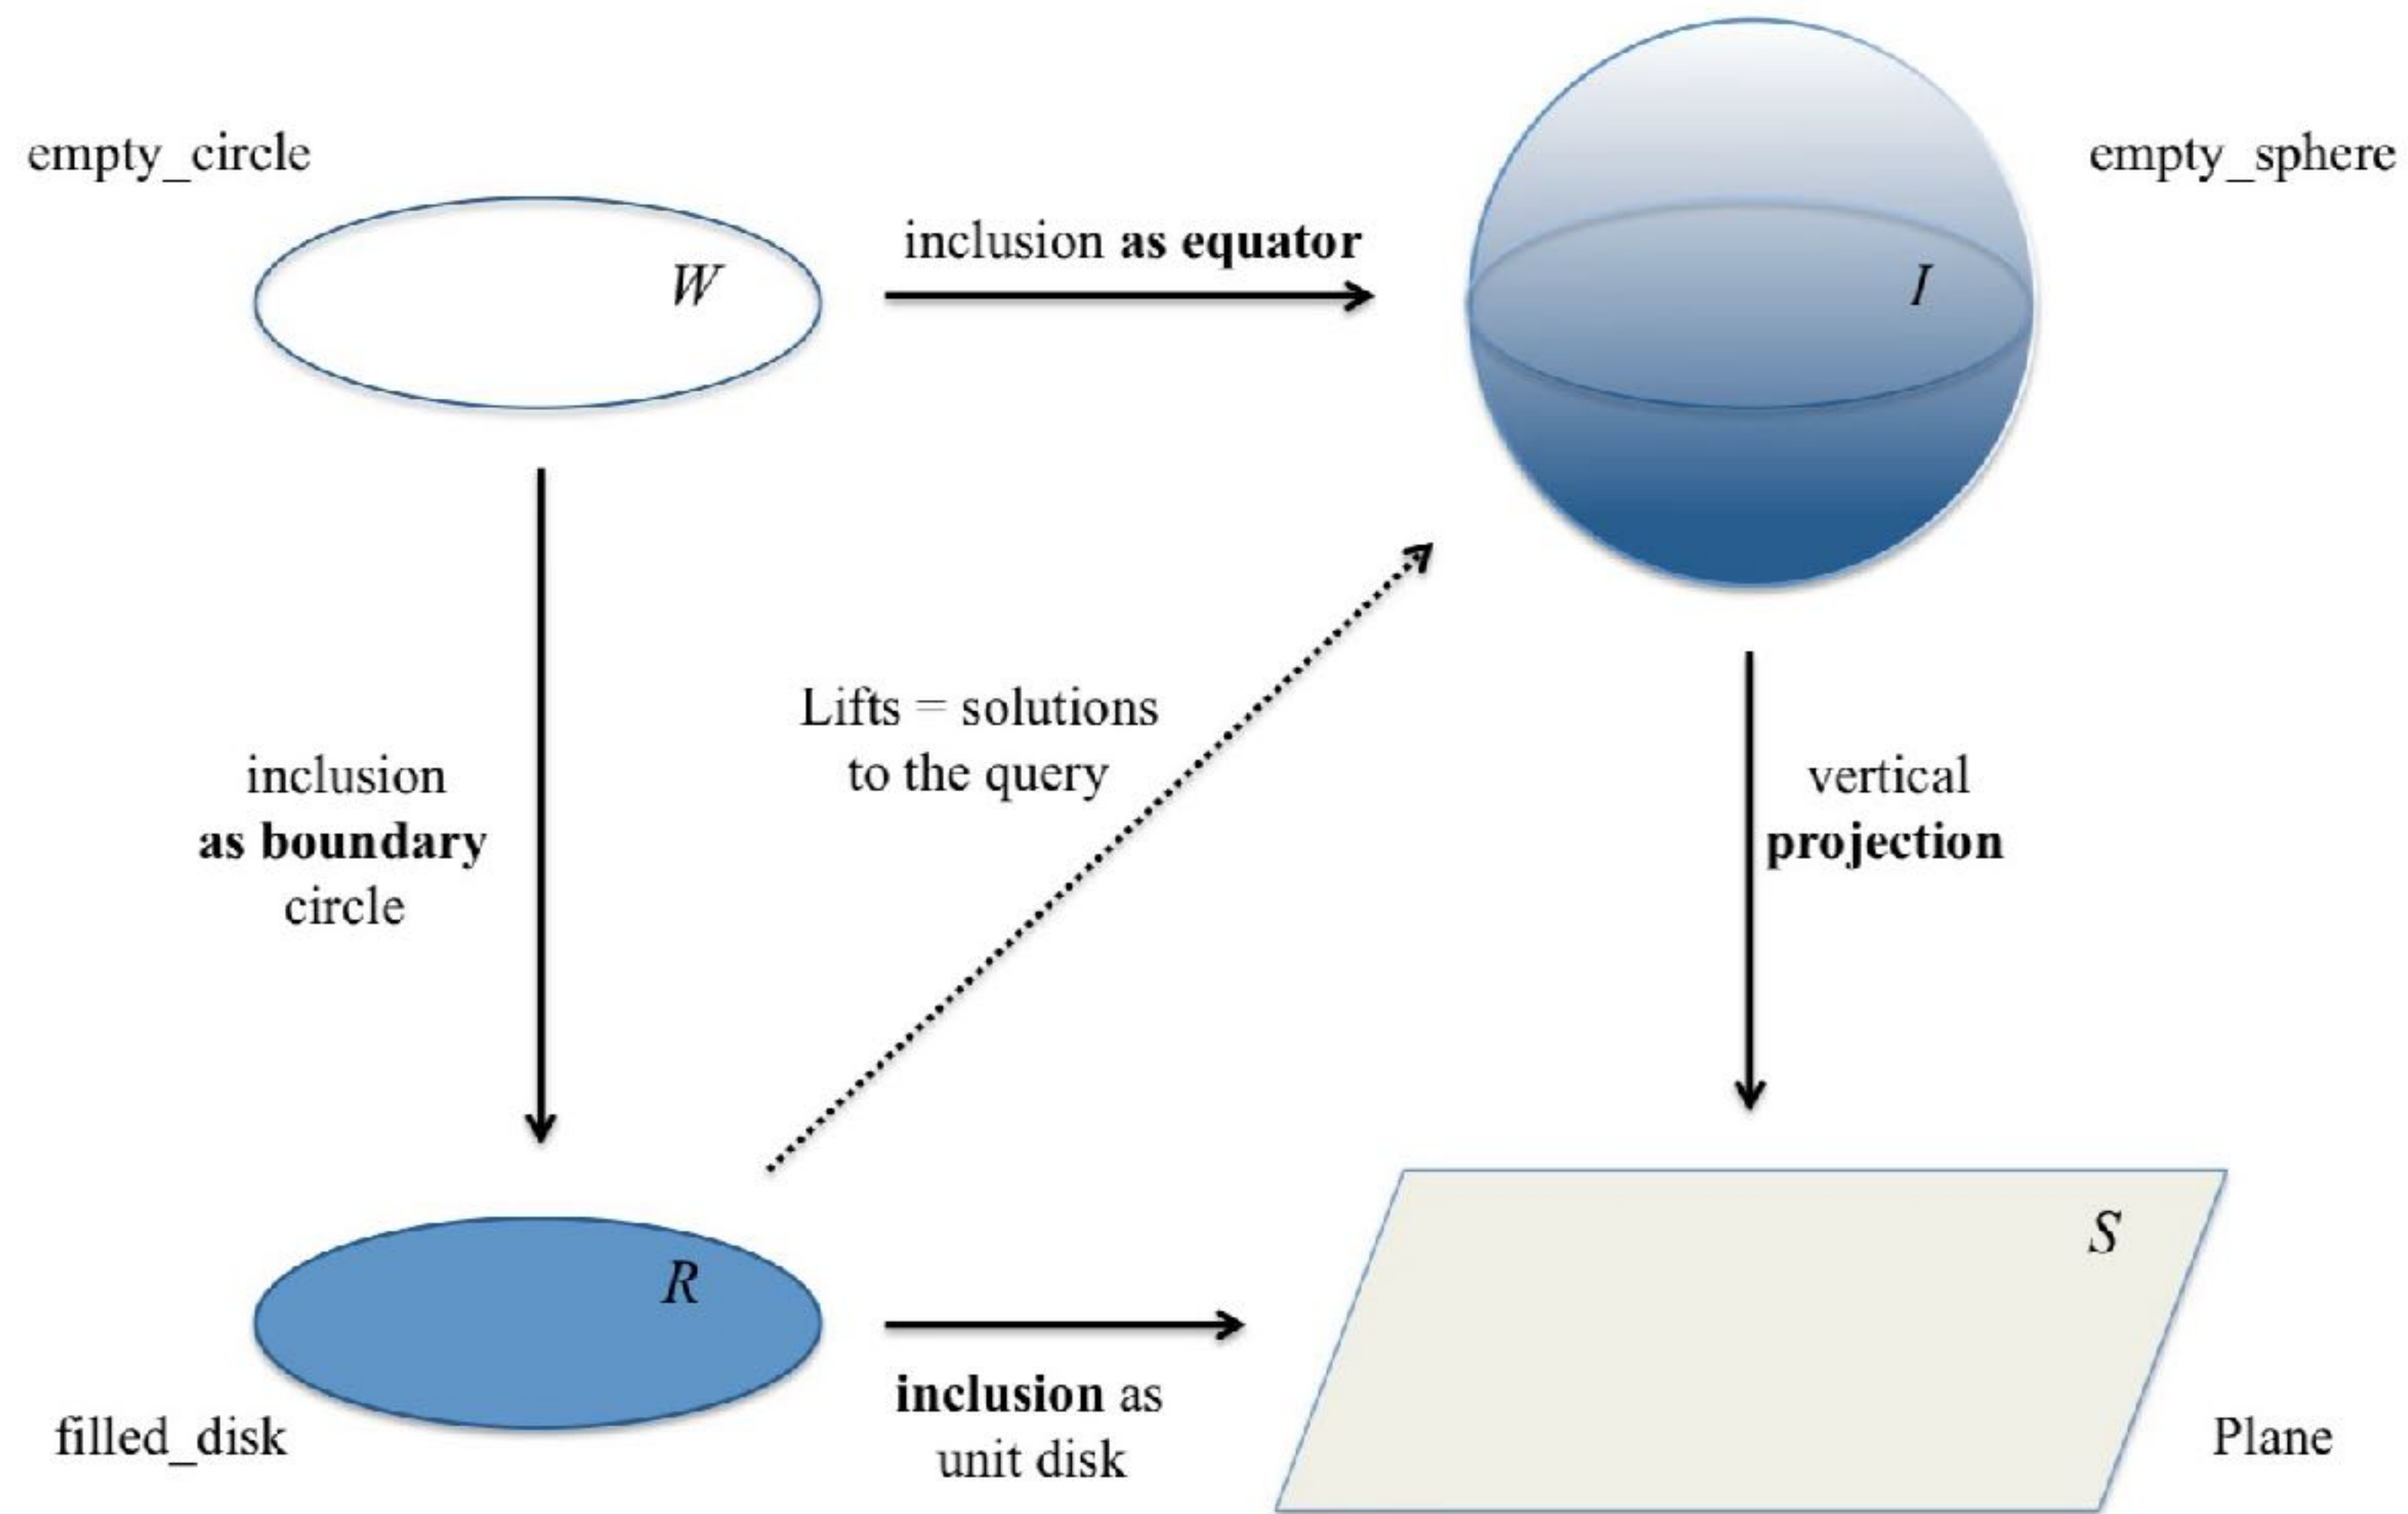 empty_circle
W
inclusion as equator
I
empty_sphere
inclusion
as boundary
circle
Lifts = solutions
to the query
vertical
projection
R
filled_disk
inclusion as
unit disk
S
Plane